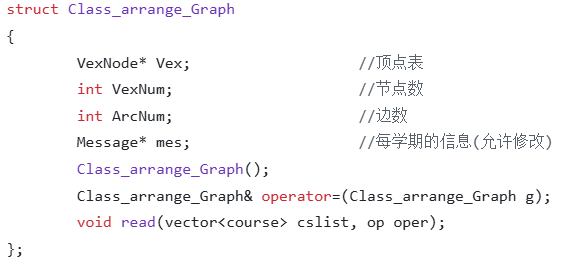 struct Class_arrange_Graph
{
VexNode* Vex; //顶点表
int VexNum; //节点数
int ArcNum; //边数
Message* mes; //每学期的信息(允许修改)
Class_arrange_Graph();
Class_arrange_Graph& operator=(Class_arrange_Graph g);
void read(vector<course> cslist, op oper);
};